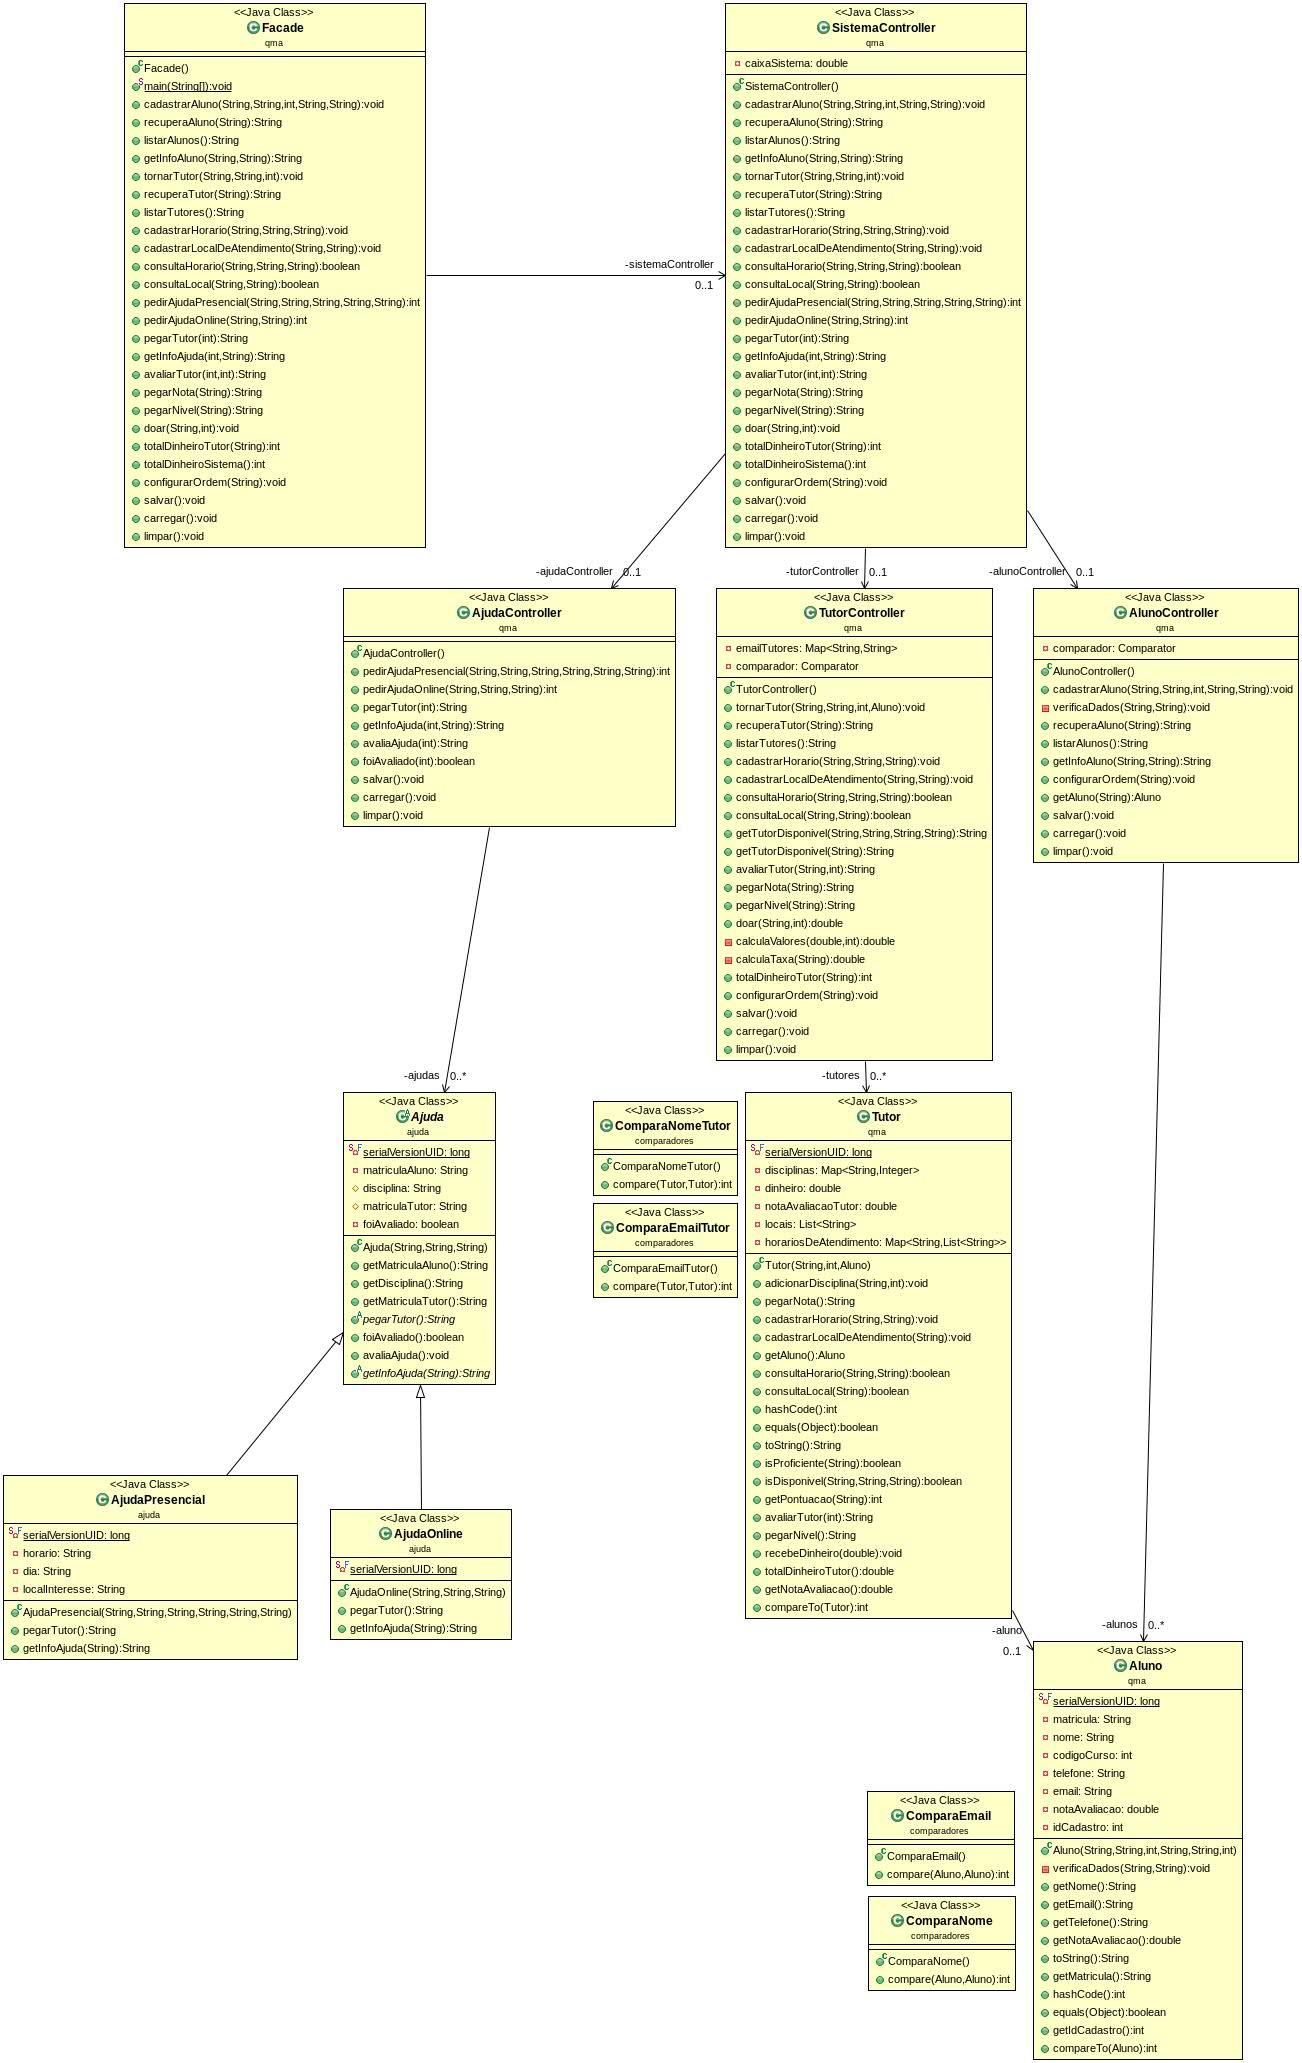 <<Java Class>>
Facade
qma
Facade()
main(String[]):void
cadastrarAluno(String,String,int,String,String):void
recuperaAluno(String):String
listarAlunos():String
getInfoAluno(String,String):String
tornarTutor(String,String,int):void
recuperaTutor(String):String
listarTutores():String
cadastrarHorario(String,String,String):void
cadastrarLocalDeAtendimento(String,String):void
consultaHorario(String,String,String):boolean
consultaLocal(String,String):boolean
pedirAjudaPresencial(String,String,String,String,String):int
pedirAjudaOnline(String,String):int
pegarTutor(int):String
getInfoAjuda(int,String):String
avaliarTutor(int,int):String
pegarNota(String):String
pegarNivel(String):String
doar(String,int):void
totalDinheiroTutor(String):int
totalDinheiroSistema():int
configurarOrdem(String):void
salvar():void
carregar():void
limpar():void
-sistemaController
0..1
<<Java Class>>
SistemaController
qma
caixaSistema: double
SistemaController()
cadastrarAluno(String,String,int,String,String):void
recuperaAluno(String):String
listarAlunos():String
getInfoAluno(String,String):String
tornarTutor(String,String,int):void
recuperaTutor(String):String
listarTutores():String
cadastrarHorario(String,String,String):void
cadastrarLocalDeAtendimento(String,String):void
consultaHorario(String,String,String):boolean
consultaLocal(String,String):boolean
pedirAjudaPresencial(String,String,String,String,String):int
pedirAjudaOnline(String,String):int
pegarTutor(int):String
getInfoAjuda(int,String):String
avaliarTutor(int,int):String
pegarNota(String):String
pegarNivel(String):String
doar(String,int):void
totalDinheiroTutor(String):int
totalDinheiroSistema():int
configurarOrdem(String):void
salvar():void
carregar():void
limpar():void
-ajudaController 0..1
-tutorController 0..1
-alunoController 0..1
<<Java Class>>
AjudaController
qma
AjudaController()
pedirAjudaPresencial(String,String,String,String,String,String):int
pedirAjudaOnline(String,String,String):int
pegarTutor(int):String
getInfoAjuda(int,String):String
avaliaAjuda(int):String
foiAvaliado(int):boolean
salvar():void
carregar():void
limpar():void
<<Java Class>>
TutorController
qma
emailTutores: Map<String,String>
comparador: Comparator
TutorController()
tornarTutor(String,String,int,Aluno):void
recuperaTutor(String):String
listarTutores():String
cadastrarHorario(String,String,String):void
cadastrarLocalDeAtendimento(String,String):void
consultaHorario(String,String,String):boolean
consultaLocal(String,String):boolean
getTutorDisponivel(String,String,String,String):String
getTutorDisponivel(String):String
avaliarTutor(String,int):String
pegarNota(String):String
pegarNivel(String):String
doar(String,int):double
calculaValores(double,int):double
calculaTaxa(String):double
totalDinheiroTutor(String):int
configurarOrdem(String):void
salvar():void
carregar():void
limpar():void
<<Java Class>>
AlunoController
qma
comparador: Comparator
AlunoController()
cadastrarAluno(String,String,int,String,String):void
verificaDados(String,String):void
recuperaAluno(String):String
listarAlunos():String
getInfoAluno(String,String):String
configurarOrdem(String):void
getAluno(String):Aluno
salvar():void
carregar():void
limpar():void
-ajudas 0..*
-tutores 0..*
<<Java Class>>
Ajuda
ajuda
serialVersionUID: long
matriculaAluno: String
disciplina: String
matriculaTutor: String
foiAvaliado: boolean
Ajuda(String,String,String)
getMatriculaAluno():String
getDisciplina():String
getMatriculaTutor():String
pegarTutor():String
foiAvaliado():boolean
avaliaAjuda():void
getInfoAjuda(String):String
<<Java Class>>
ComparaNomeTutor
comparadores
ComparaNomeTutor()
compare(Tutor,Tutor):int
<<Java Class>>
ComparaEmailTutor
comparadores
ComparaEmailTutor()
compare(Tutor,Tutor):int
<<Java Class>>
Tutor
qma
serialVersionUID: long
disciplinas: Map<String,Integer>
dinheiro: double
notaAvaliacaoTutor: double
locais: List<String>
horariosDeAtendimento: Map<String,List<String>>
Tutor(String,int,Aluno)
adicionarDisciplina(String,int):void
pegarNota():String
cadastrarHorario(String,String):void
cadastrarLocalDeAtendimento(String):void
getAluno():Aluno
consultaHorario(String,String):boolean
consultaLocal(String):boolean
hashCode():int
equals(Object):boolean
toString():String
isProficiente(String):boolean
isDisponivel(String,String,String):boolean
getPontuacao(String):int
avaliarTutor(int):String
pegarNivel():String
recebeDinheiro(double):void
totalDinheiroTutor():double
getNotaAvaliacao():double
compareTo(Tutor):int
<<Java Class>>
AjudaPresencial
ajuda
serialVersionUID: long
horario: String
dia: String
localInteresse: String
AjudaPresencial(String,String,String,String,String,String)
pegarTutor():String
getInfoAjuda(String):String
<<Java Class>>
AjudaOnline
ajuda
serialVersionUID: long
AjudaOnline(String,String,String)
pegarTutor():String
getInfoAjuda(String):String
-aluno
0..1
-alunos 0..*
<<Java Class>>
Aluno
qma
serialVersionUID: long
matricula: String
nome: String
codigoCurso: int
telefone: String
email: String
notaAvaliacao: double
idCadastro: int
Aluno(String,String,int,String,String,int)
verificaDados(String,String):void
getNome():String
getEmail():String
getTelefone():String
getNotaAvaliacao():double
toString():String
getMatricula():String
hashCode():int
equals(Object):boolean
getIdCadastro():int
compareTo(Aluno):int
<<Java Class>>
ComparaEmail
comparadores
ComparaEmail()
compare(Aluno,Aluno):int
<<Java Class>>
ComparaNome
comparadores
ComparaNome()
compare(Aluno,Aluno):int